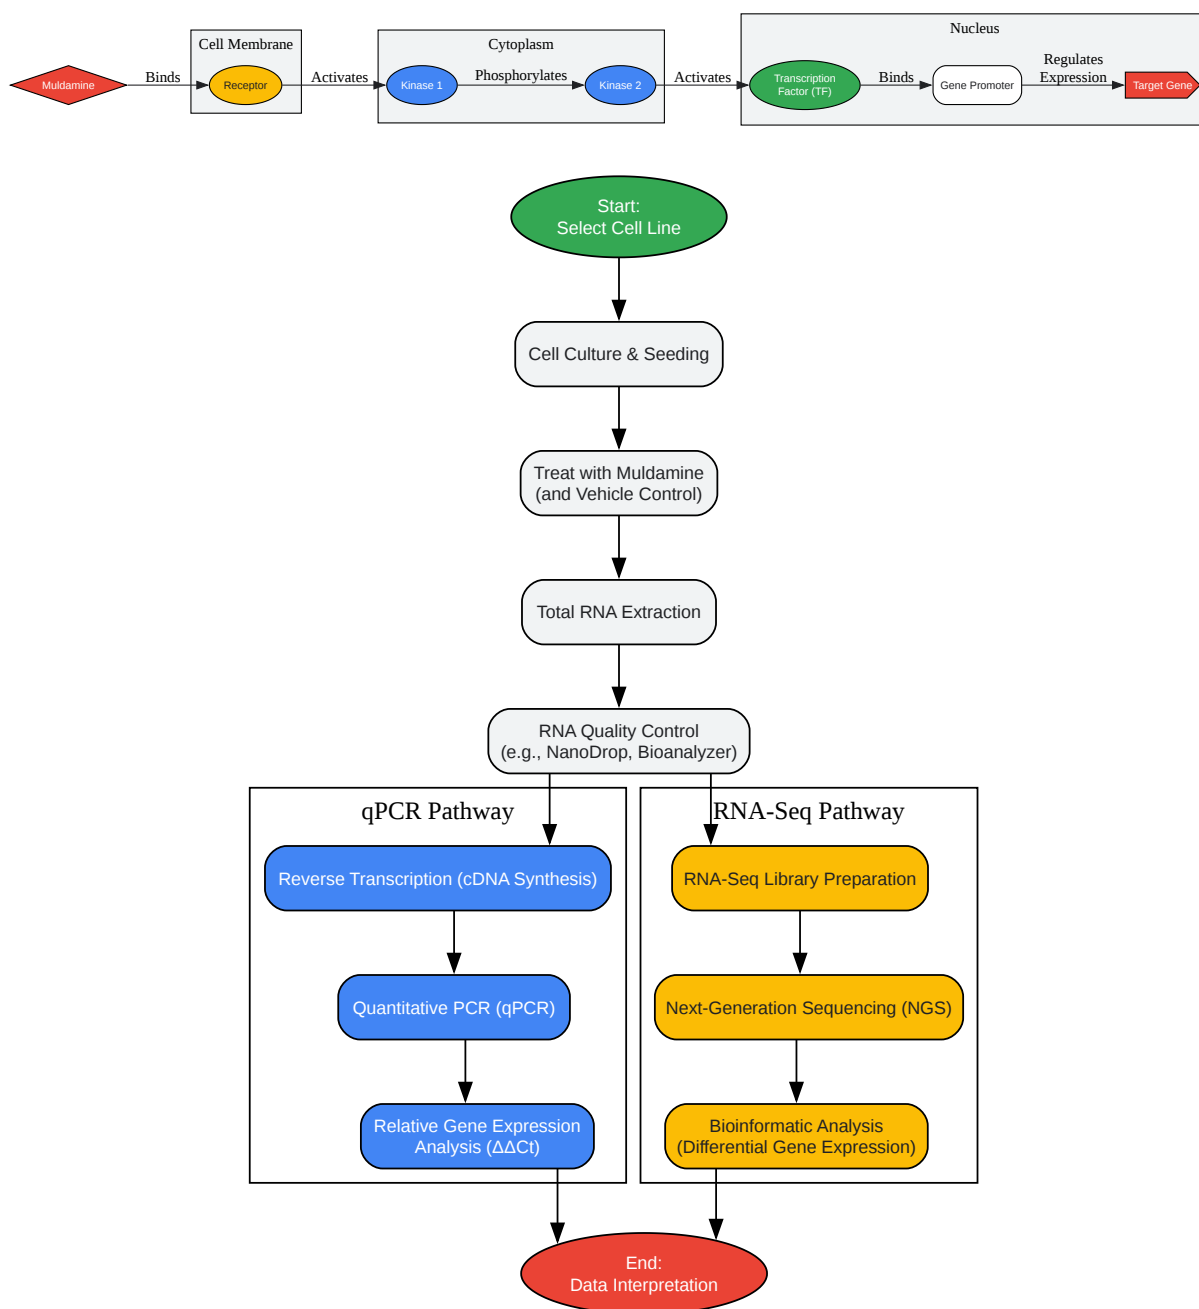 Nucleus
Cell Membrane
Cytoplasm
Muldamine
Binds
Receptor
Activates
Kinase 1
Phosphorylates
Kinase 2
Activates
Transcription
Factor (TF)
Binds
Gene Promoter
Regulates
Expression
Target Gene
Start:
Select Cell Line
Cell Culture & Seeding
Treat with Muldamine
(and Vehicle Control)
Total RNA Extraction
RNA Quality Control
(e.g., NanoDrop, Bioanalyzer)
qPCR Pathway
Reverse Transcription (cDNA Synthesis)
Quantitative PCR (qPCR)
Relative Gene Expression
Analysis (ΔΔCt)
RNA-Seq Pathway
RNA-Seq Library Preparation
Next-Generation Sequencing (NGS)
Bioinformatic Analysis
(Differential Gene Expression)
End:
Data Interpretation